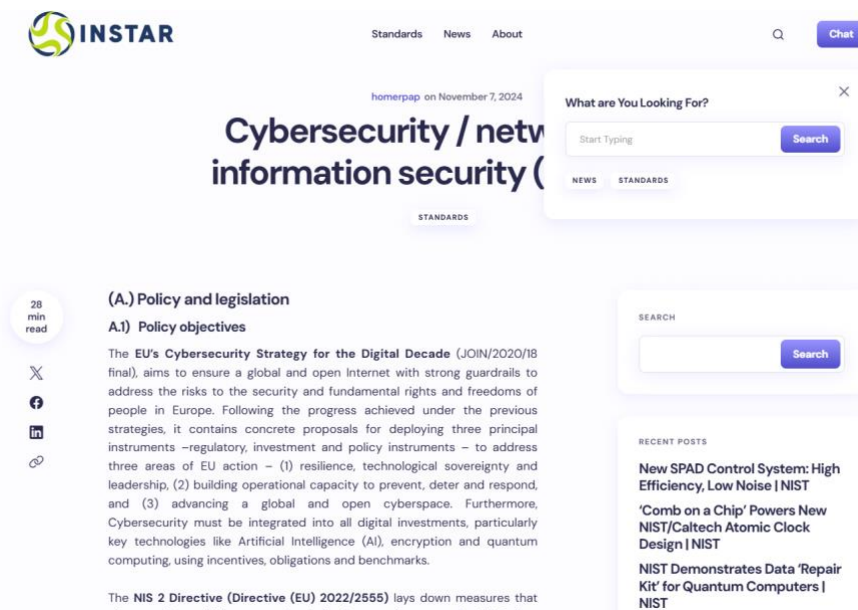 INSTAR
Standards News About
Chat
homerpap on November 7, 2024
Cybersecurity / netw
information security (
STANDARDS
What are You Looking For?
Start Typing
Search
NEWS STANDARDS
28
min
read
(A.) Policy and legislation
A.1) Policy objectives
The EU's Cybersecurity Strategy for the Digital Decade (JOIN/2020/18
final), aims to ensure a global and open Internet with strong guardrails to
address the risks to the security and fundamental rights and freedoms of
people in Europe. Following the progress achieved under the previous
strategies, it contains concrete proposals for deploying three principal
instruments –regulatory, investment and policy instruments – to address
three areas of EU action – (1) resilience, technological sovereignty and
leadership, (2) building operational capacity to prevent, deter and respond,
and (3) advancing a global and open cyberspace. Furthermore,
Cybersecurity must be integrated into all digital investments, particularly
key technologies like Artificial Intelligence (AI), encryption and quantum
computing, using incentives, obligations and benchmarks.
The NIS 2 Directive (Directive (EU) 2022/2555) lays down measures that
SEARCH
Search
RECENT POSTS
New SPAD Control System: High
Efficiency, Low Noise | NIST
‘Comb on a Chip’ Powers New
NIST/Caltech Atomic Clock
Design | NIST
NIST Demonstrates Data ‘Repair
Kit’ for Quantum Computers |
NIST